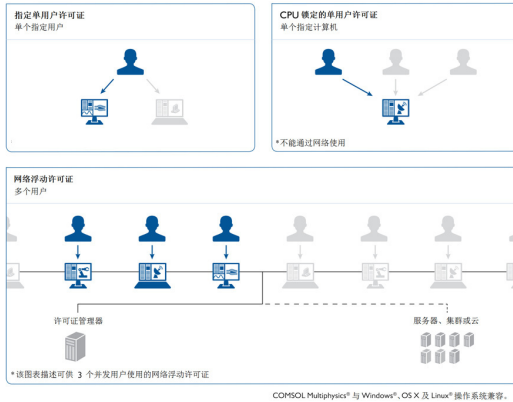 指定单用户许可证
单个指定用户
CPU 锁定的单用户许可证
单个指定计算机
*不能通过网络使用
网络浮动许可证
多个用户
许可证管理器
服务器、集群或云
*该图表描述可供 3 个并发用户使用的网络浮动许可证
COMSOL Multiphysics® 与 Windows®、OS X 及 Linux® 操作系统兼容。